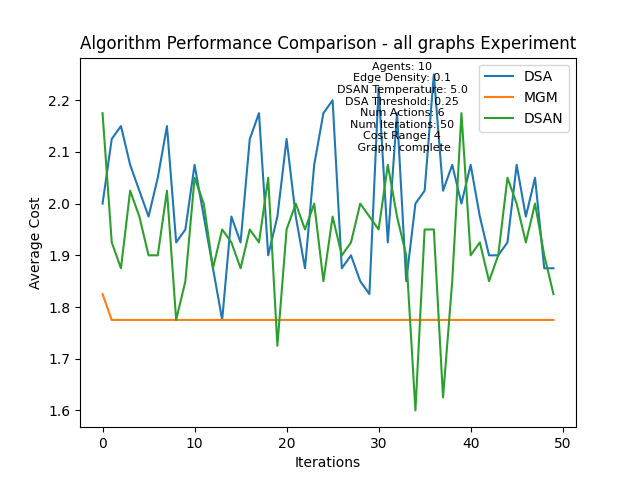 Algorithm Performance Comparison - all graphs Experiment
Agents: 10
Edge Density: 0.1
DSAN Temperature: 5.0
DSA Threshold: 0.25
Num Actions: 6
Num Iterations: 50
Cost Range: 4
Graph: complete
DSA
MGM
DSAN
Average Cost
2.2
2.1
2.0
1.9
1.8
1.7
1.6
0 10 20 30 40 50
Iterations